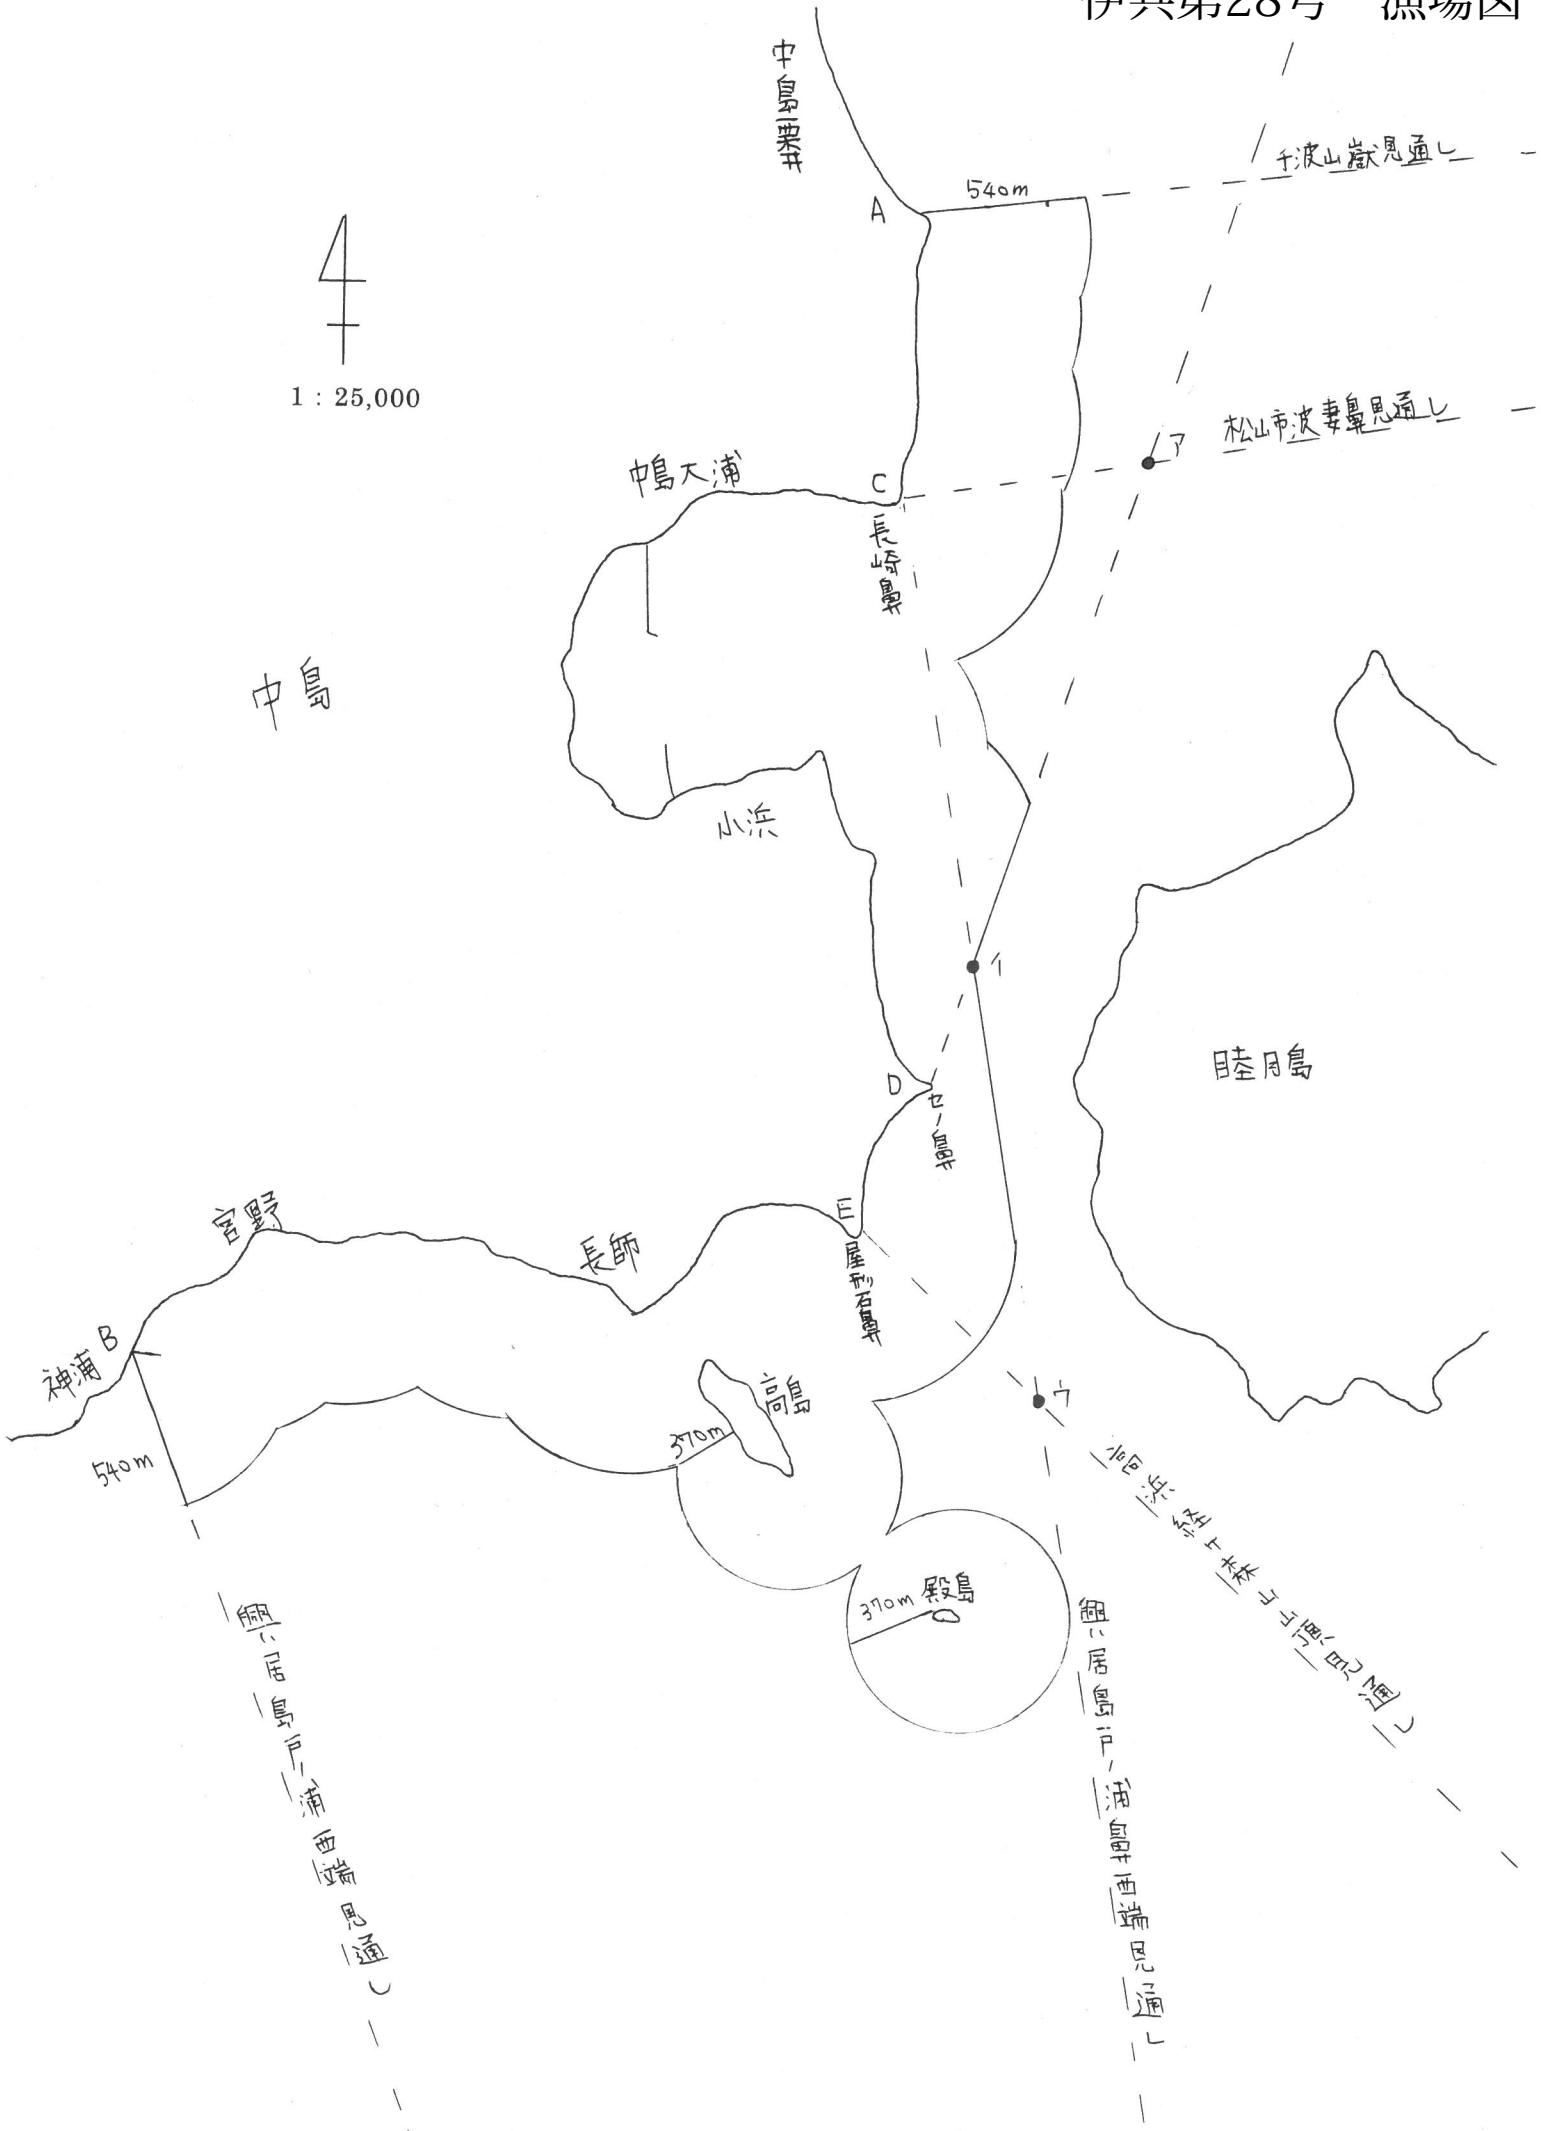 伊共第28号 漁場図
中島粟井
千波山嶽見通し
540m
A
1 : 25,000
松山市波妻鼻見通し
ア
中島大浦
C
長崎鼻
中島
小浜
イ
睦月島
D
セノ鼻
宮野
E
長師
屋形石鼻
B
神浦
高島
ウ
370m
540m
高浜経ケ森山山頂見通し
370m
殿島
興居島戸ノ浦西端見通し
興居島戸ノ浦鼻西端見通し